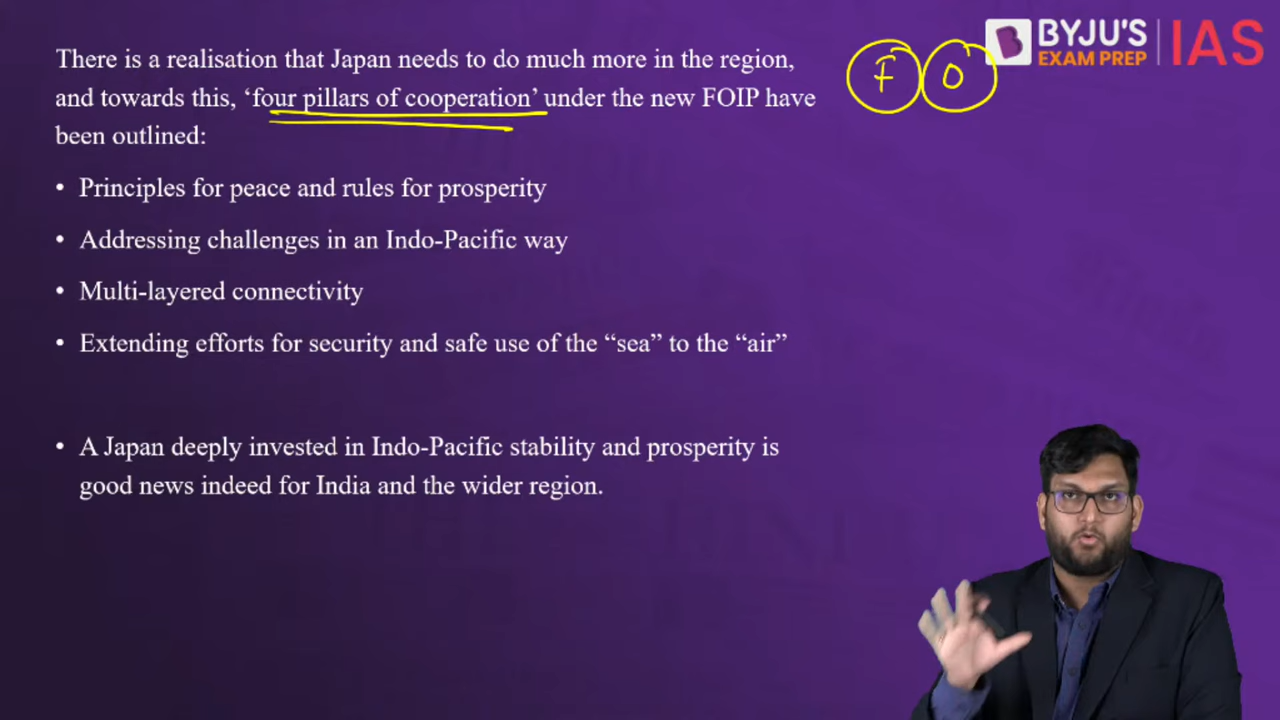 There is a realisation that Japan needs to do much more in the region,
and towards this, ‘four pillars of cooperation’ under the new FOIP have
been outlined:
• Principles for peace and rules for prosperity
• Addressing challenges in an Indo-Pacific way
• Multi-layered connectivity
• Extending efforts for security and safe use of the “sea” to the “air”
• A Japan deeply invested in Indo-Pacific stability and prosperity is
good news indeed for India and the wider region.
F O
BYJU'S
EXAM PREP
IAS